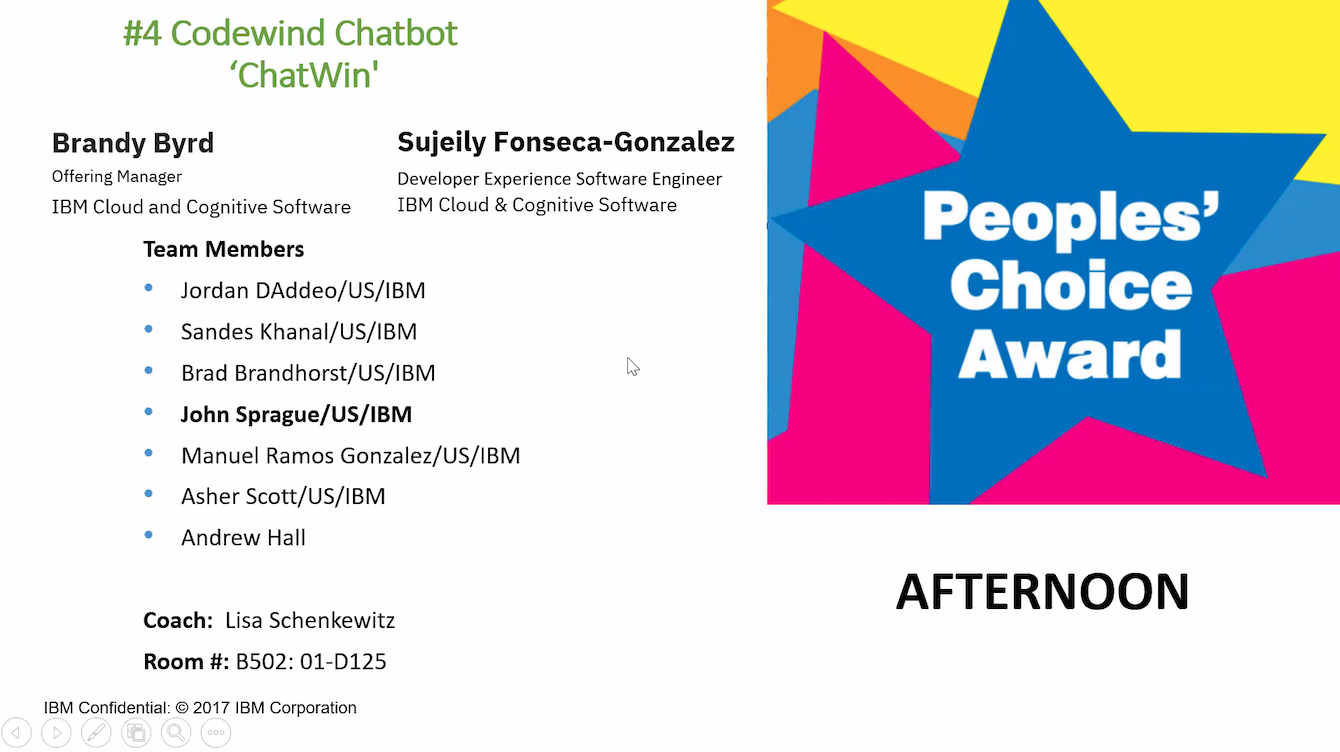 #4 Codewind Chatbot
‘ChatWin'
Brandy Byrd
Offering Manager
IBM Cloud and Cognitive Software
Sujeily Fonseca-Gonzalez
Developer Experience Software Engineer
IBM Cloud & Cognitive Software
Team Members
• Jordan DAddeo/US/IBM
• Sandes Khanal/US/IBM
• Brad Brandhorst/US/IBM
• John Sprague/US/IBM
• Manuel Ramos Gonzalez/US/IBM
• Asher Scott/US/IBM
• Andrew Hall
Coach: Lisa Schenkewitz
Room #: B502: 01-D125
IBM Confidential: © 2017 IBM Corporation
Peoples’
Choice
Award
AFTERNOON